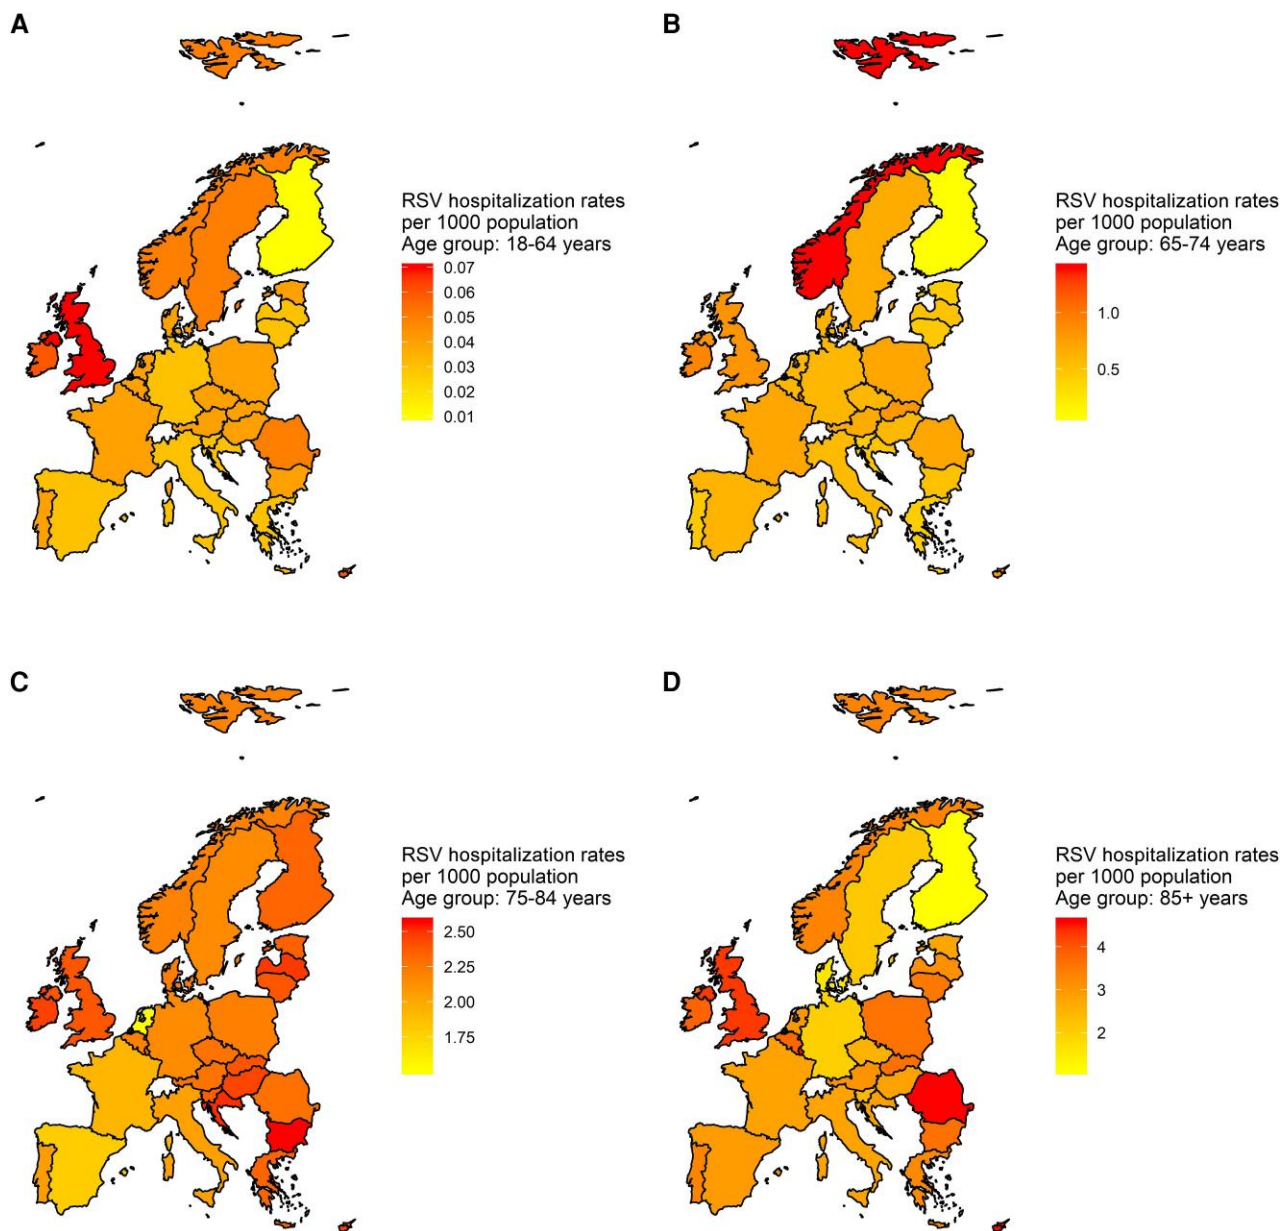 A
RSV hospitalization rates
per 1000 population
Age group: 18-64 years
0.07
0.06
0.05
0.04
0.03
0.02
0.01
B
RSV hospitalization rates
per 1000 population
Age group: 65-74 years
1.0
0.5
C
RSV hospitalization rates
per 1000 population
Age group: 75-84 years
2.50
2.25
2.00
1.75
D
RSV hospitalization rates
per 1000 population
Age group: 85+ years
4
3
2